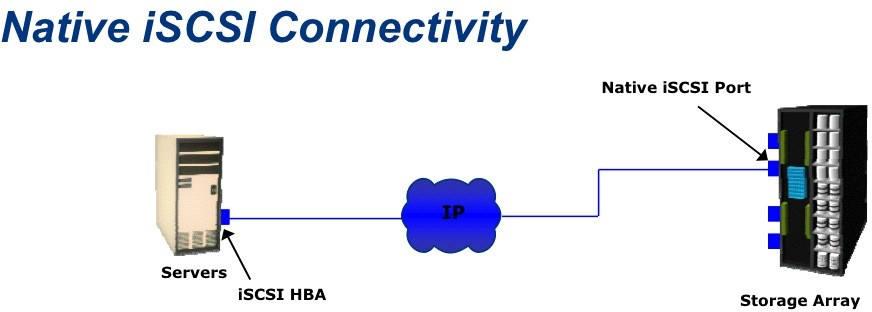 Native iSCSI Connectivity
Native iSCSI Port
IP
Servers
iSCSI HBA
Storage Array